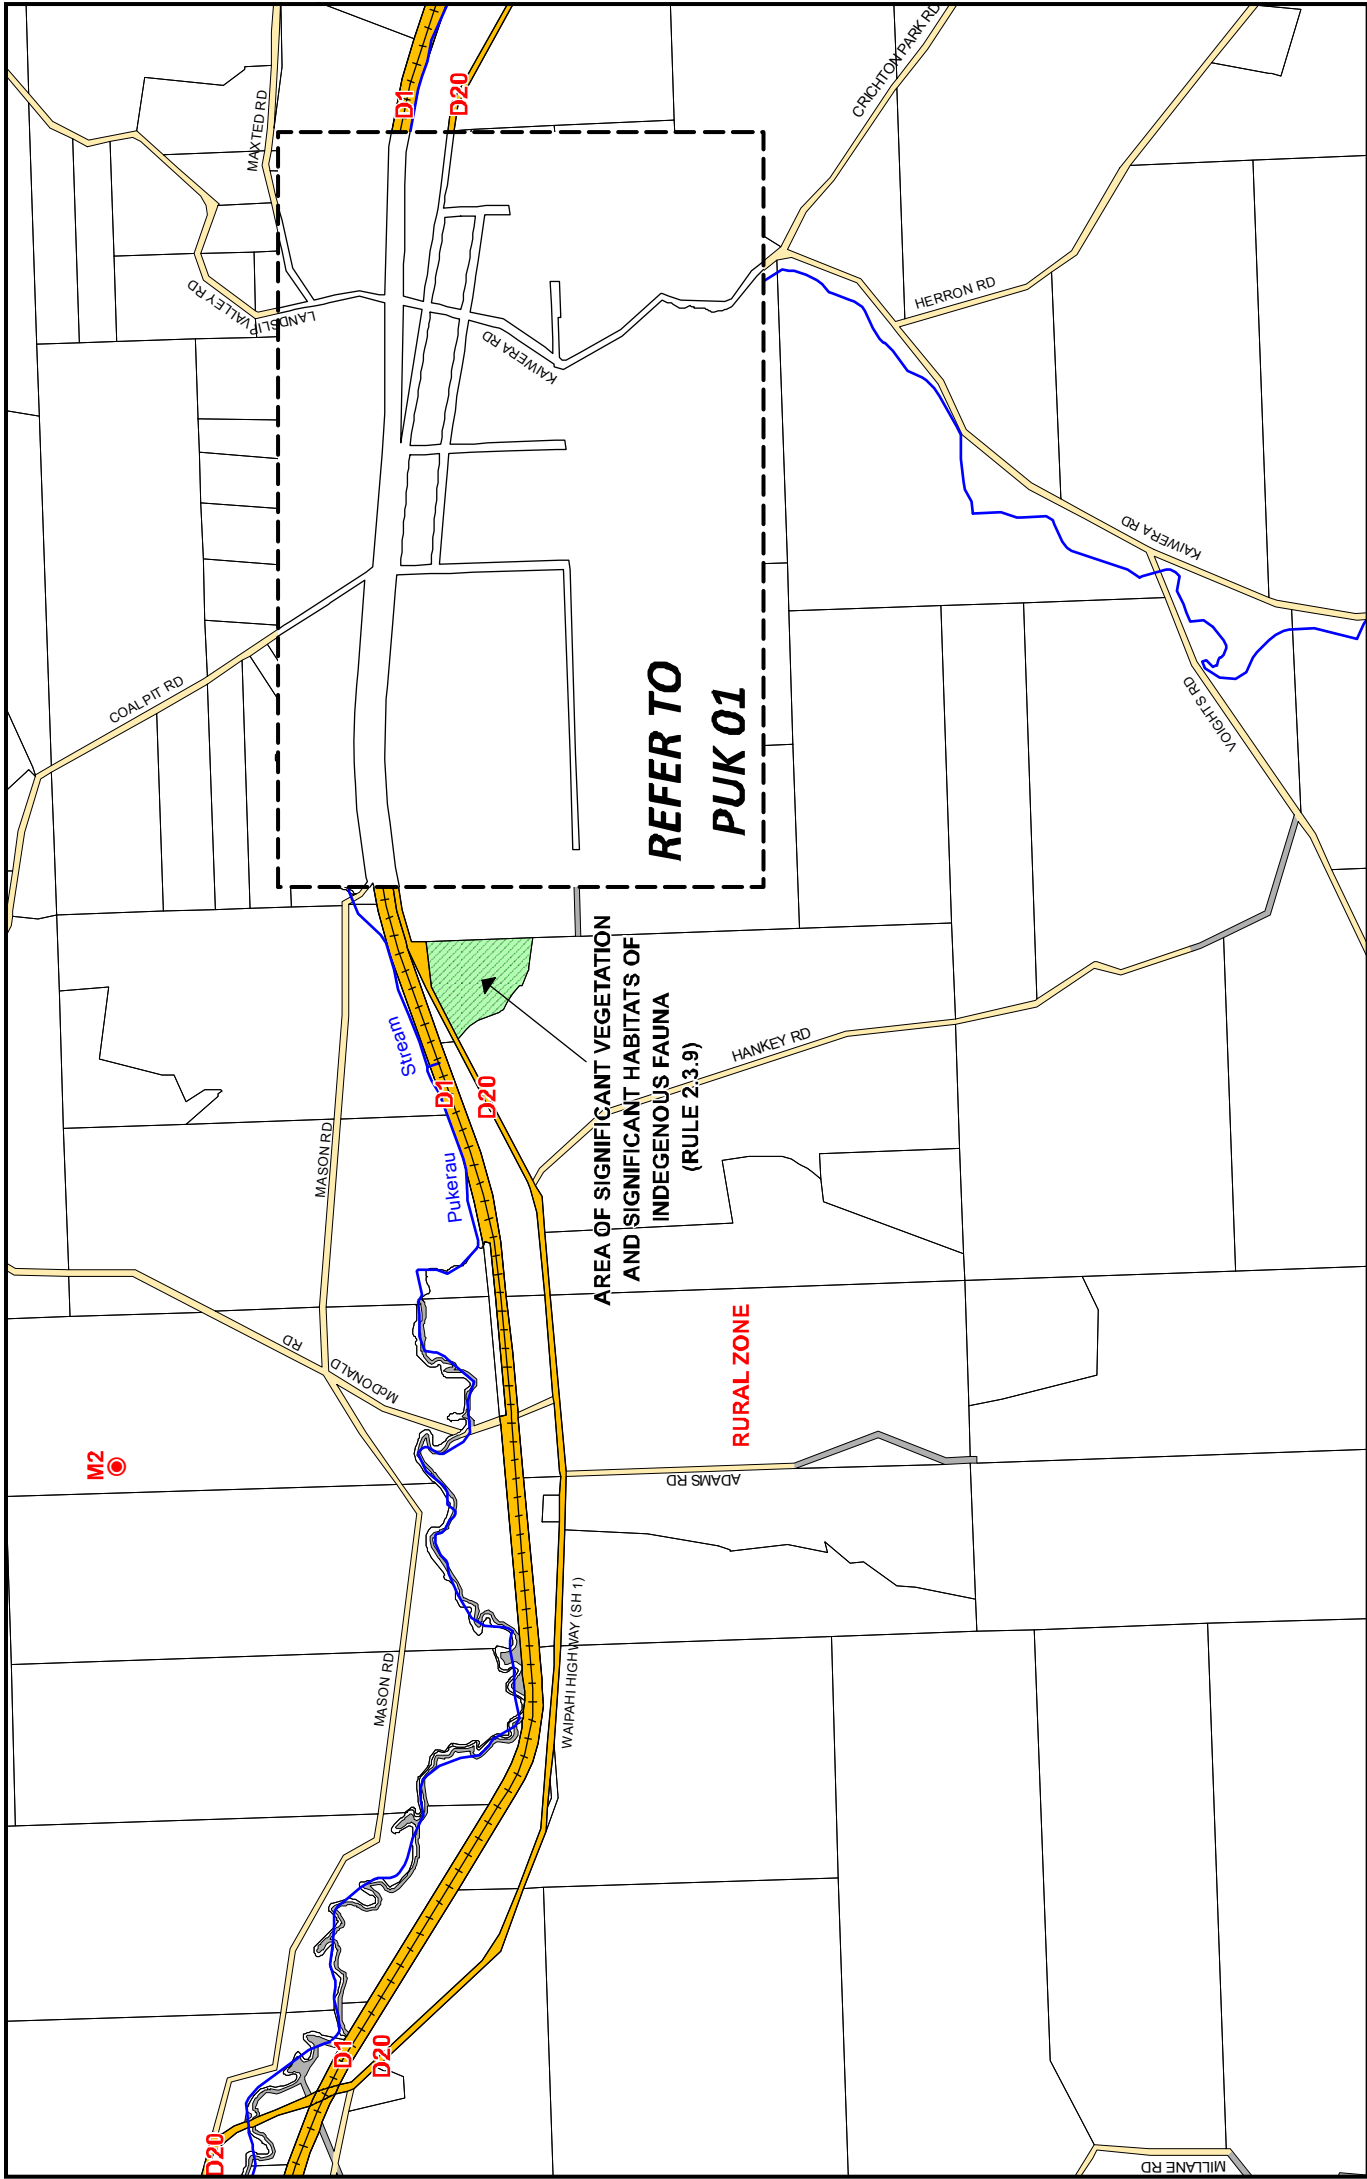 M2
D20
D1
D20
MASON RD
McDONALD
RD
MASON RD
Pukerau
Stream
D1
D20
WAIPAHI HIGHWAY (SH 1)
ADAMS RD
RURAL ZONE
AREA OF SIGNIFICANT VEGETATION
AND SIGNIFICANT HABITATS OF
INDEGENOUS FAUNA
(RULE 2.3.9)
HANKEY RD
MILLANE RD
COALPIT RD
REFER TO
PUK 01
LANDSLIP VALLEY RD
MAXTED RD
D1
D20
KAIWERA RD
CRICHTON PARK RD
HERRON RD
KAIWERA RD
VOIGHTS RD